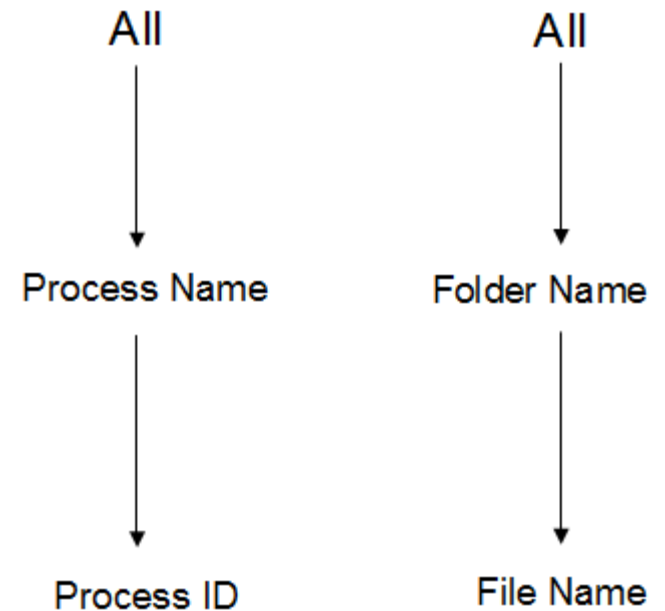 All
Process Name
Process ID
All
Folder Name
File Name